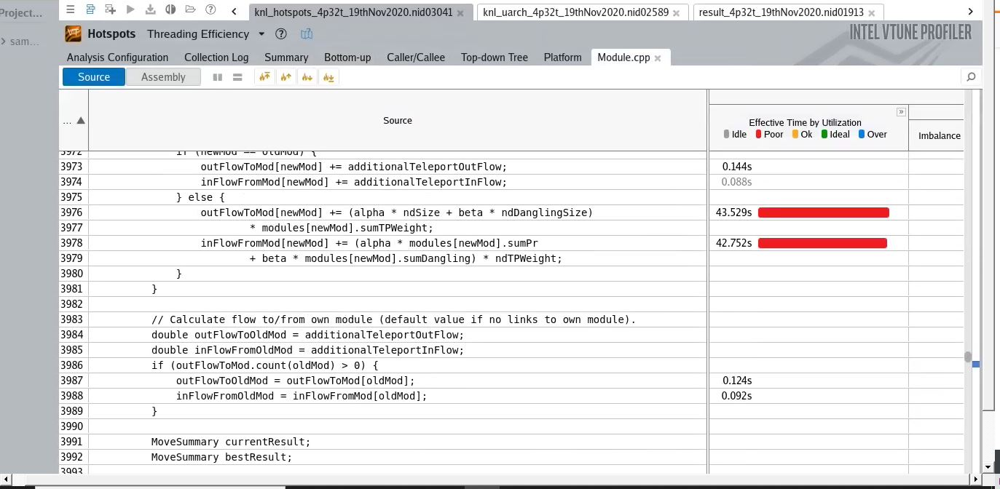 Project...
sam...
knl_hotspots_4p32t_19thNov2020.nid03041
knl_uarch_4p32t_19thNov2020.nid02589
result_4p32t_19thNov2020.nid01913
Hotspots Threading Efficiency
INTEL VTUNE PROFILER
Analysis Configuration Collection Log Summary Bottom-up Caller/Callee Top-down Tree Platform Module.cpp
Source Assembly
... Source
Effective Time by Utilization
Idle Poor Ok Ideal Over
Imbalance
3972 if (newMod == oldMod) {
3973 outFlowToMod[newMod] += additionalTeleportOutFlow; 0.144s
3974 inFlowFromMod[newMod] += additionalTeleportInFlow; 0.088s
3975 } else {
3976 outFlowToMod[newMod] += (alpha * ndSize + beta * ndDanglingSize) 43.529s
3977 * modules[newMod].sumTPWeight;
3978 inFlowFromMod[newMod] += (alpha * modules[newMod].sumPr 42.752s
3979 + beta * modules[newMod].sumDangling) * ndTPWeight;
3980 }
3981 }
3982
3983 // Calculate flow to/from own module (default value if no links to own module).
3984 double outFlowToOldMod = additionalTeleportOutFlow;
3985 double inFlowFromOldMod = additionalTeleportInFlow;
3986 if (outFlowToMod.count(oldMod) > 0) {
3987 outFlowToOldMod = outFlowToMod[oldMod]; 0.124s
3988 inFlowFromOldMod = inFlowFromMod[oldMod]; 0.092s
3989 }
3990
3991 MoveSummary currentResult;
3992 MoveSummary bestResult;
3993